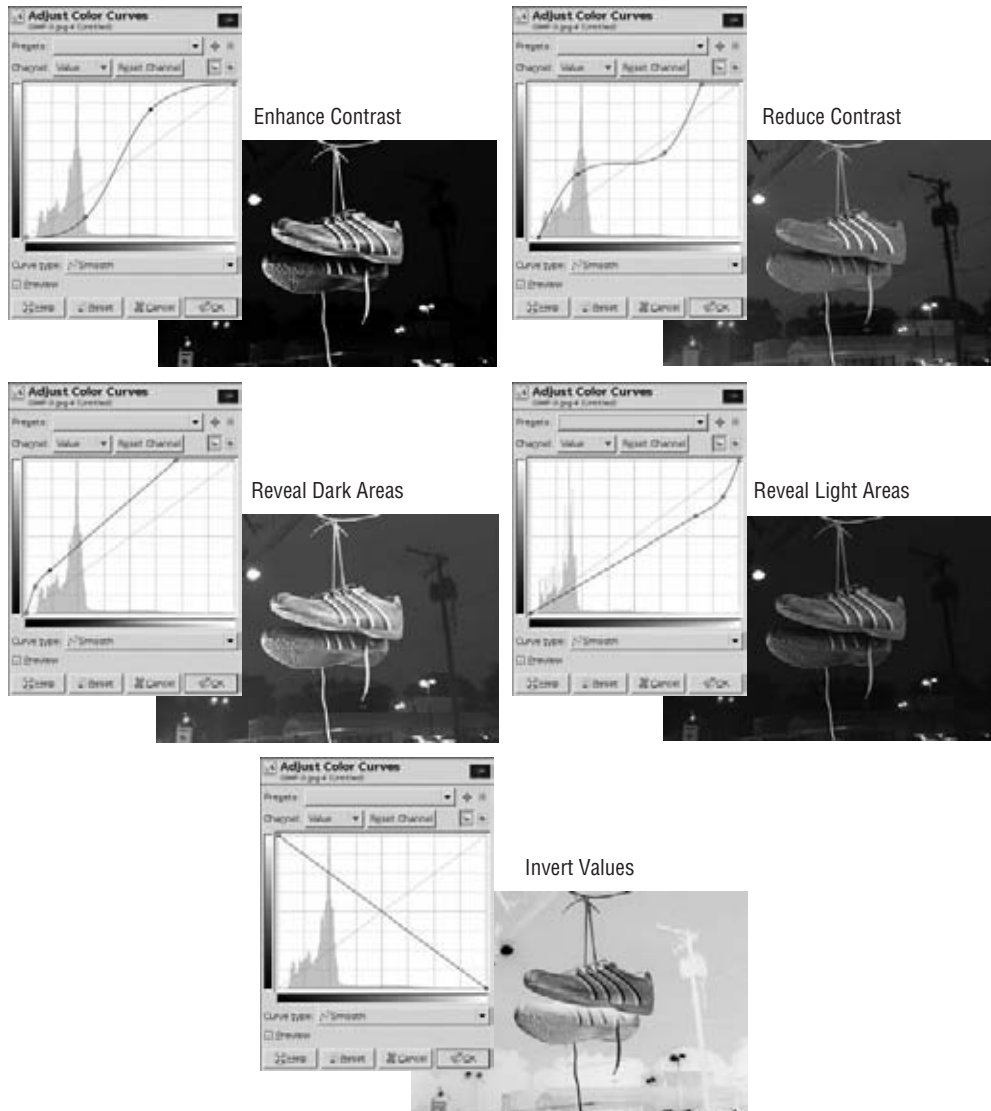 Adjust Color Curves
Presets:
Channel: Value Reset Channel
Curve type: Smooth
Preview
Help Reset Cancel OK
Enhance Contrast
Adjust Color Curves
Presets:
Channel: Value Reset Channel
Curve type: Smooth
Preview
Help Reset Cancel OK
Reduce Contrast
Adjust Color Curves
Presets:
Channel: Value Reset Channel
Curve type: Smooth
Preview
Help Reset Cancel OK
Reveal Dark Areas
Adjust Color Curves
Presets:
Channel: Value Reset Channel
Curve type: Smooth
Preview
Help Reset Cancel OK
Reveal Light Areas
Adjust Color Curves
Presets:
Channel: Value Reset Channel
Curve type: Smooth
Preview
Help Reset Cancel OK
Invert Values